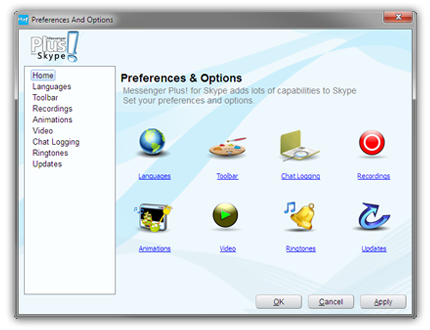 Preferences And Options
Messenger
Plus!
Skype
Home
Languages
Toolbar
Recordings
Animations
Video
Chat Logging
Ringtones
Updates
Preferences & Options
Messenger Plus! for Skype adds lots of capabilities to Skype
Set your preferences and options.
Languages Toolbar Chat Logging Recordings
Animations Video Ringtones Updates
OK Cancel Apply